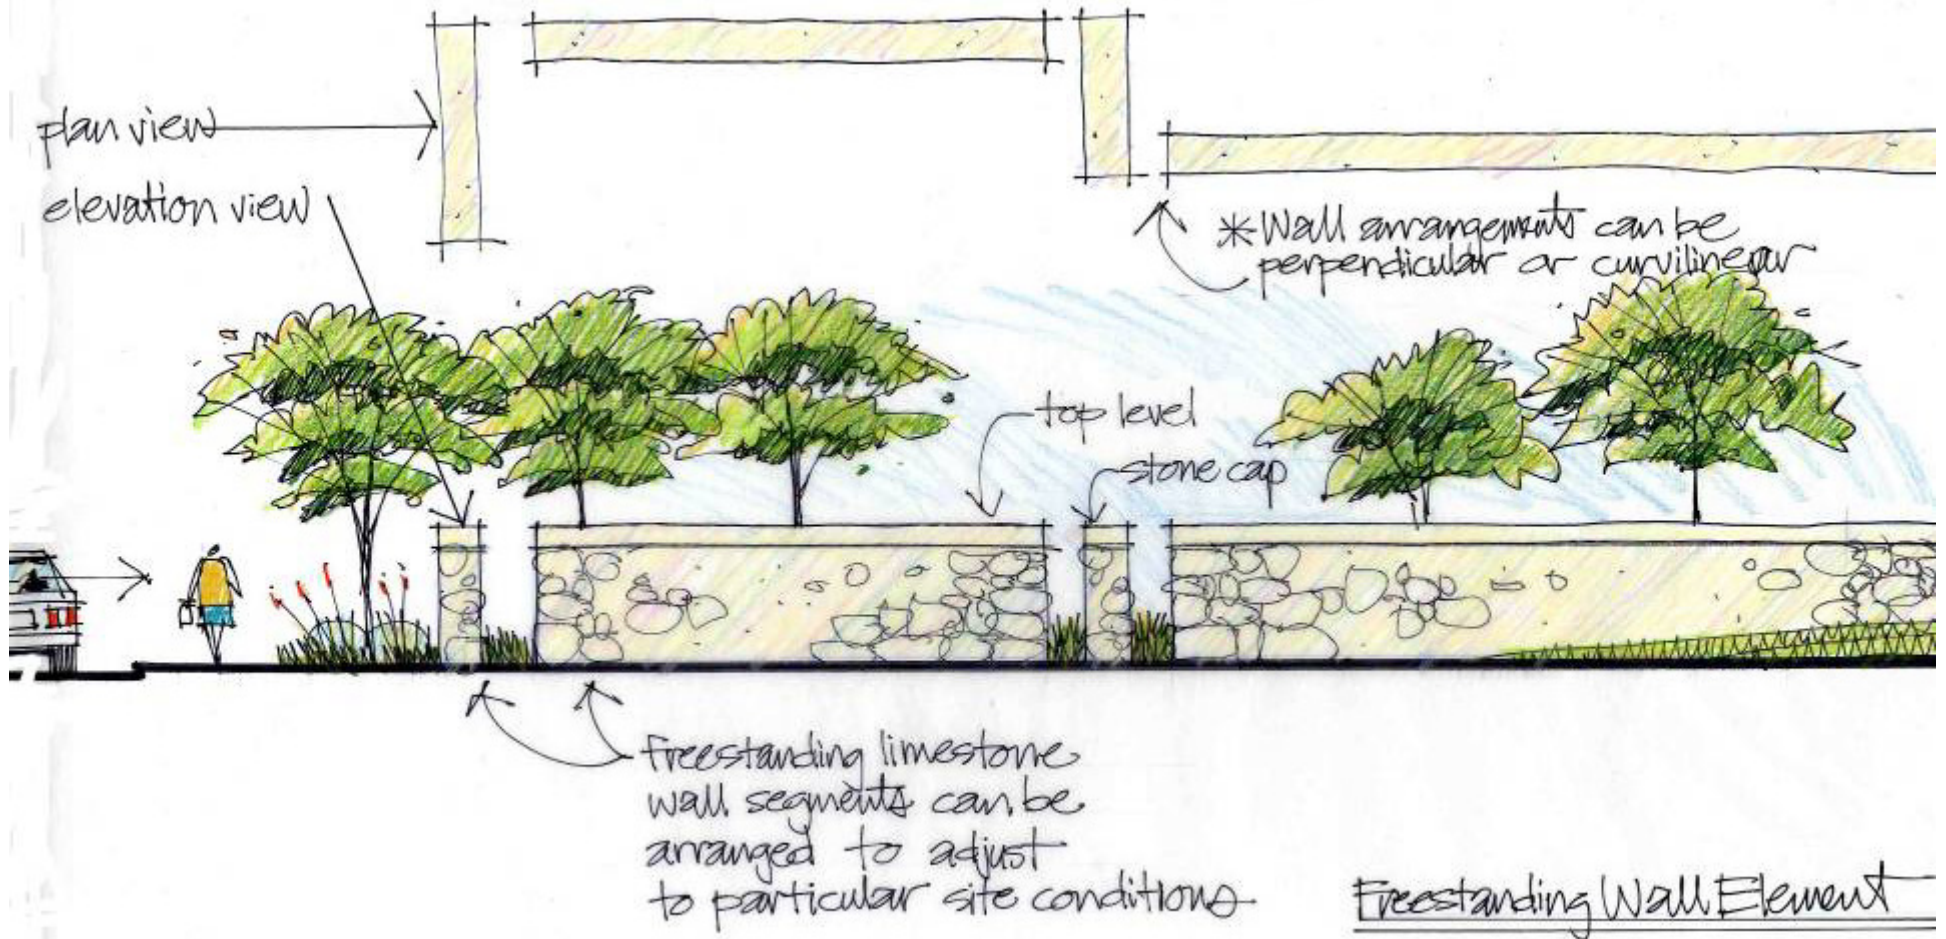 plan view
elevation view
*Wall arrangements can be
perpendicular or curvilinear
top level
stone cap
freestanding limestone
wall segments can be
arranged to adjust
to particular site conditions
Freestanding Wall Element